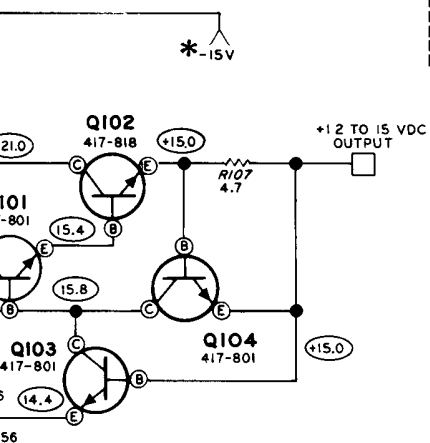 *-15V
Q102
417-818
21.0
+15.0
+12 TO 15 VDC
OUTPUT
C
E
R107
4.7
B
101
-801
15.4
E
B
15.8
B
C
E
Q104
417-801
Q103
417-801
C
+15.0
B
14.4
E
56